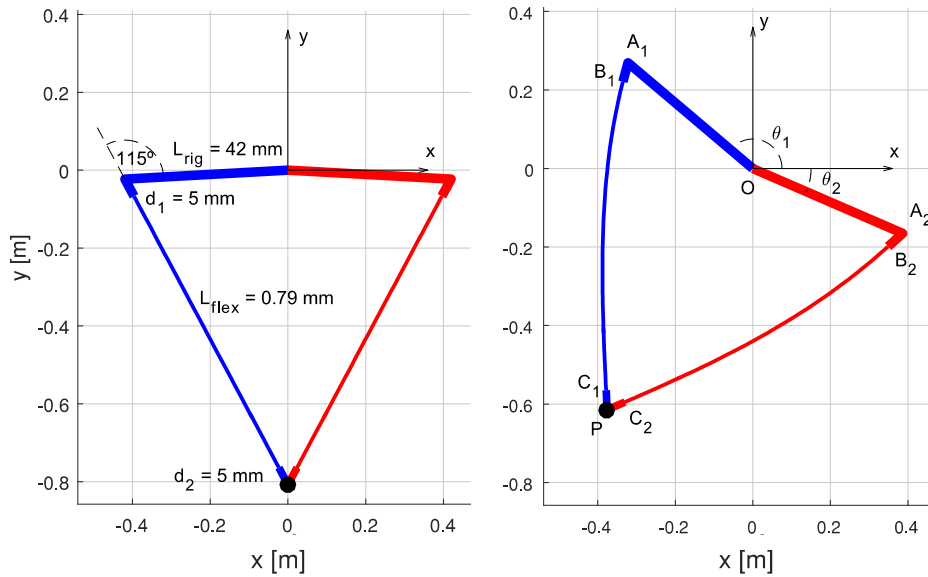 0.4
0.2
0
-0.2
-0.4
-0.6
-0.8
y [m]
-0.4
-0.2
0
0.2
0.4
x [m]
y
x
115º
L_rig = 42 mm
d_1 = 5 mm
L_flex = 0.79 mm
d_2 = 5 mm
0.4
0.2
0
-0.2
-0.4
-0.6
-0.8
-0.4
-0.2
0
0.2
0.4
x [m]
y
A_1
B_1
θ_1
x
O
θ_2
A_2
B_2
C_1
P
C_2